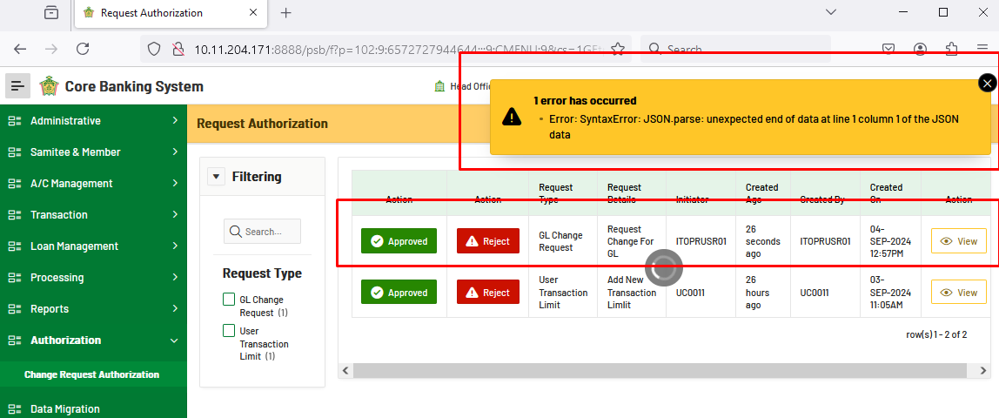 Request Authorization
10.11.204.171:8888/psb/f?p=102:9:6572727944644:::9:CMENU:9&cs=1GE
Search
Core Banking System
Head Offi
1 error has occurred
Error: SyntaxError: JSON.parse: unexpected end of data at line 1 column 1 of the JSON
data
Administrative
Samitee & Member
A/C Management
Transaction
Loan Management
Processing
Reports
Authorization
Change Request Authorization
Data Migration
Request Authorization
Filtering
Search...
Request Type
GL Change
Request (1)
User
Transaction
Limit (1)
Action
Action
Request
Type
Request
Details
Initiator
Created
Ago
Created By
Created
On
Action
Approved
Reject
GL Change
Request
Request
Change For
GL
ITOPRUSR01
26
seconds
ago
ITOPRUSR01
04-
SEP-2024
12:57PM
View
Approved
Reject
User
Transaction
Limit
Add New
Transaction
Limlit
UC0011
26
hours
ago
UC0011
03-
SEP-2024
11:05AM
View
row(s) 1 - 2 of 2